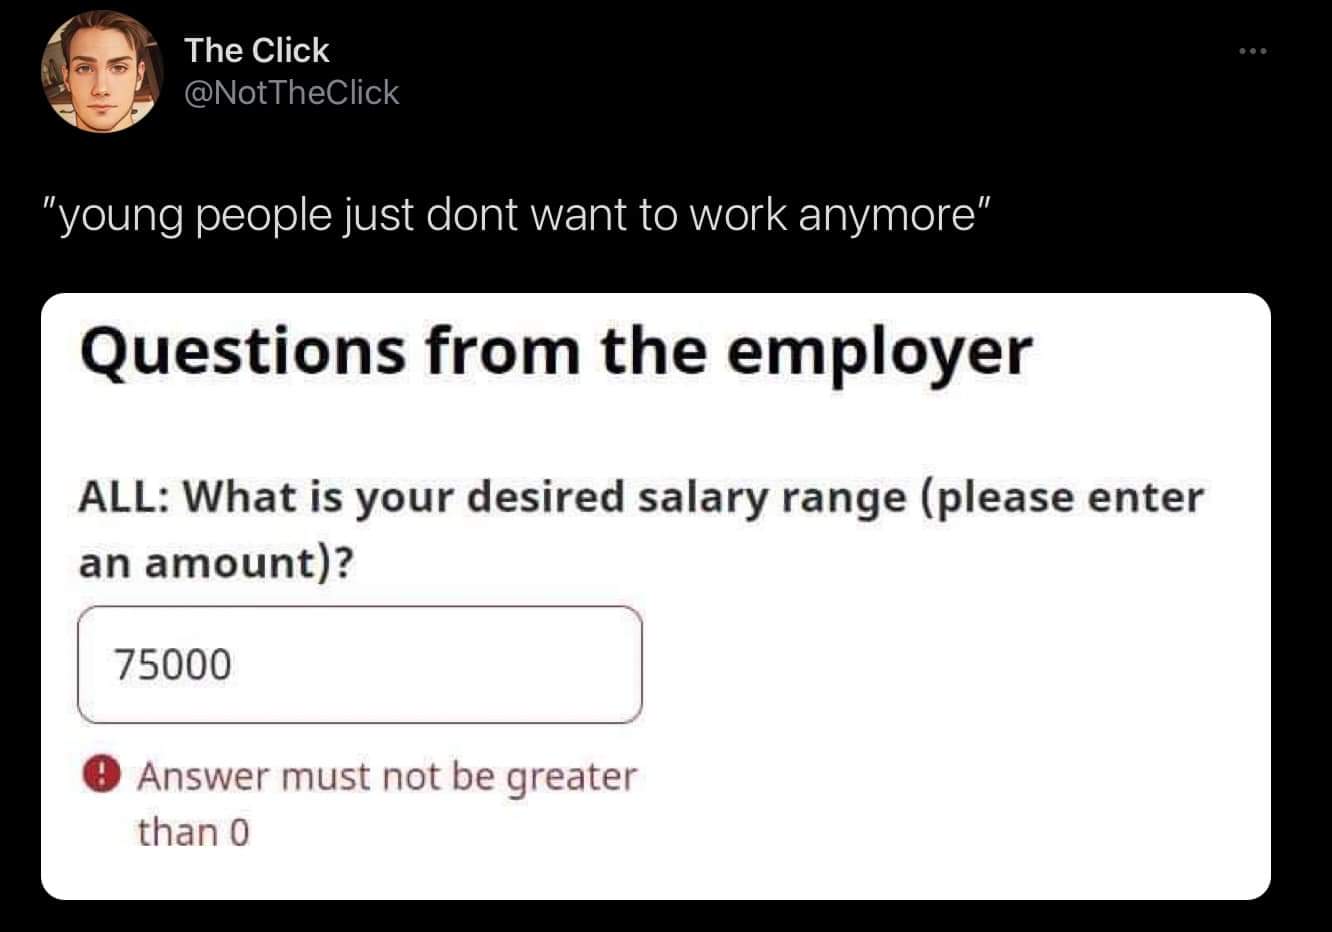 The Click
@NotTheClick
"young people just dont want to work anymore"
Questions from the employer
ALL: What is your desired salary range (please enter
an amount)?
75000
Answer must not be greater
than 0